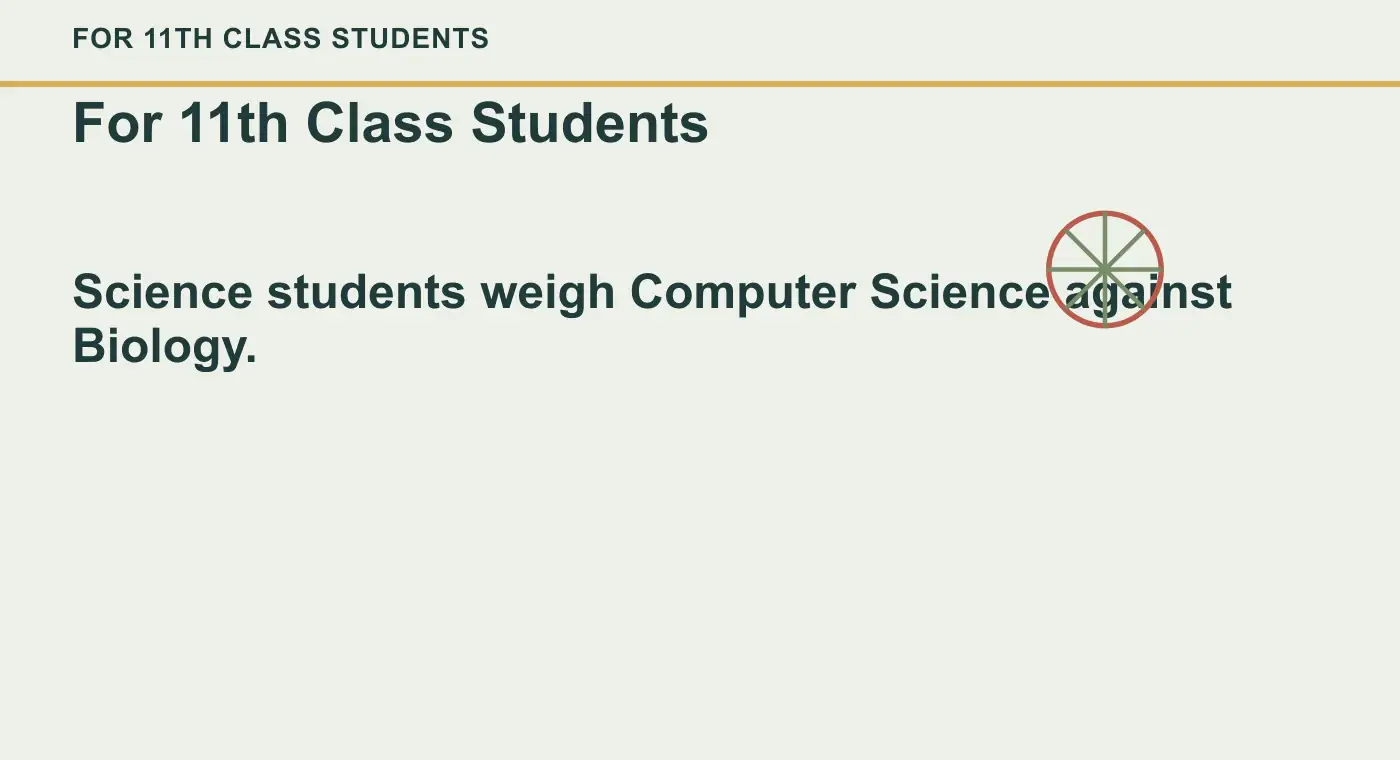 FOR 11TH CLASS STUDENTS
For 11th Class Students
Science students weigh Computer Science against
Biology.